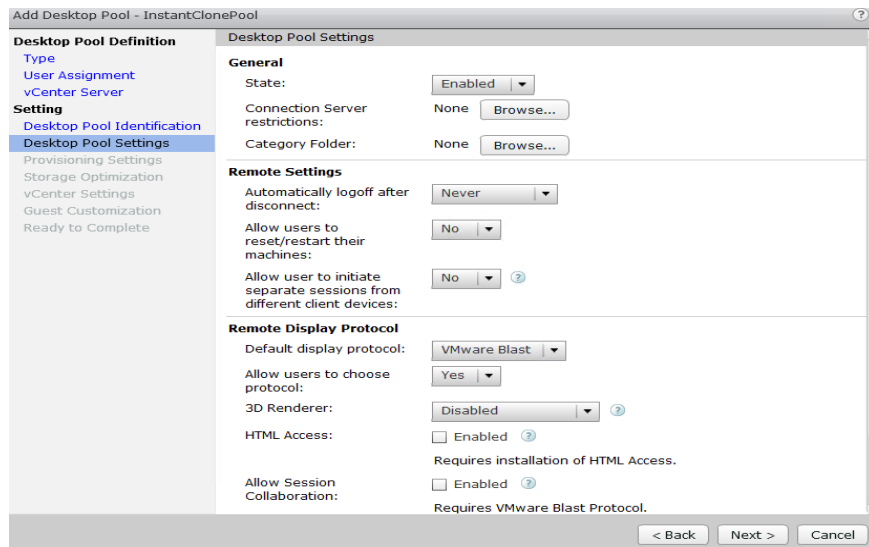 Add Desktop Pool - InstantClonePool
?
Desktop Pool Definition
Type
User Assignment
vCenter Server
Setting
Desktop Pool Identification
Desktop Pool Settings
Provisioning Settings
Storage Optimization
vCenter Settings
Guest Customization
Ready to Complete
Desktop Pool Settings
General
State:
Enabled
Connection Server
restrictions:
None
Browse...
Category Folder:
None
Browse...
Remote Settings
Automatically logoff after
disconnect:
Never
Allow users to
reset/restart their
machines:
No
Allow user to initiate
separate sessions from
different client devices:
No
?
Remote Display Protocol
Default display protocol:
VMware Blast
Allow users to choose
protocol:
Yes
3D Renderer:
Disabled
?
HTML Access:
Enabled
?
Requires installation of HTML Access.
Allow Session
Collaboration:
Enabled
?
Requires VMware Blast Protocol.
< Back
Next >
Cancel